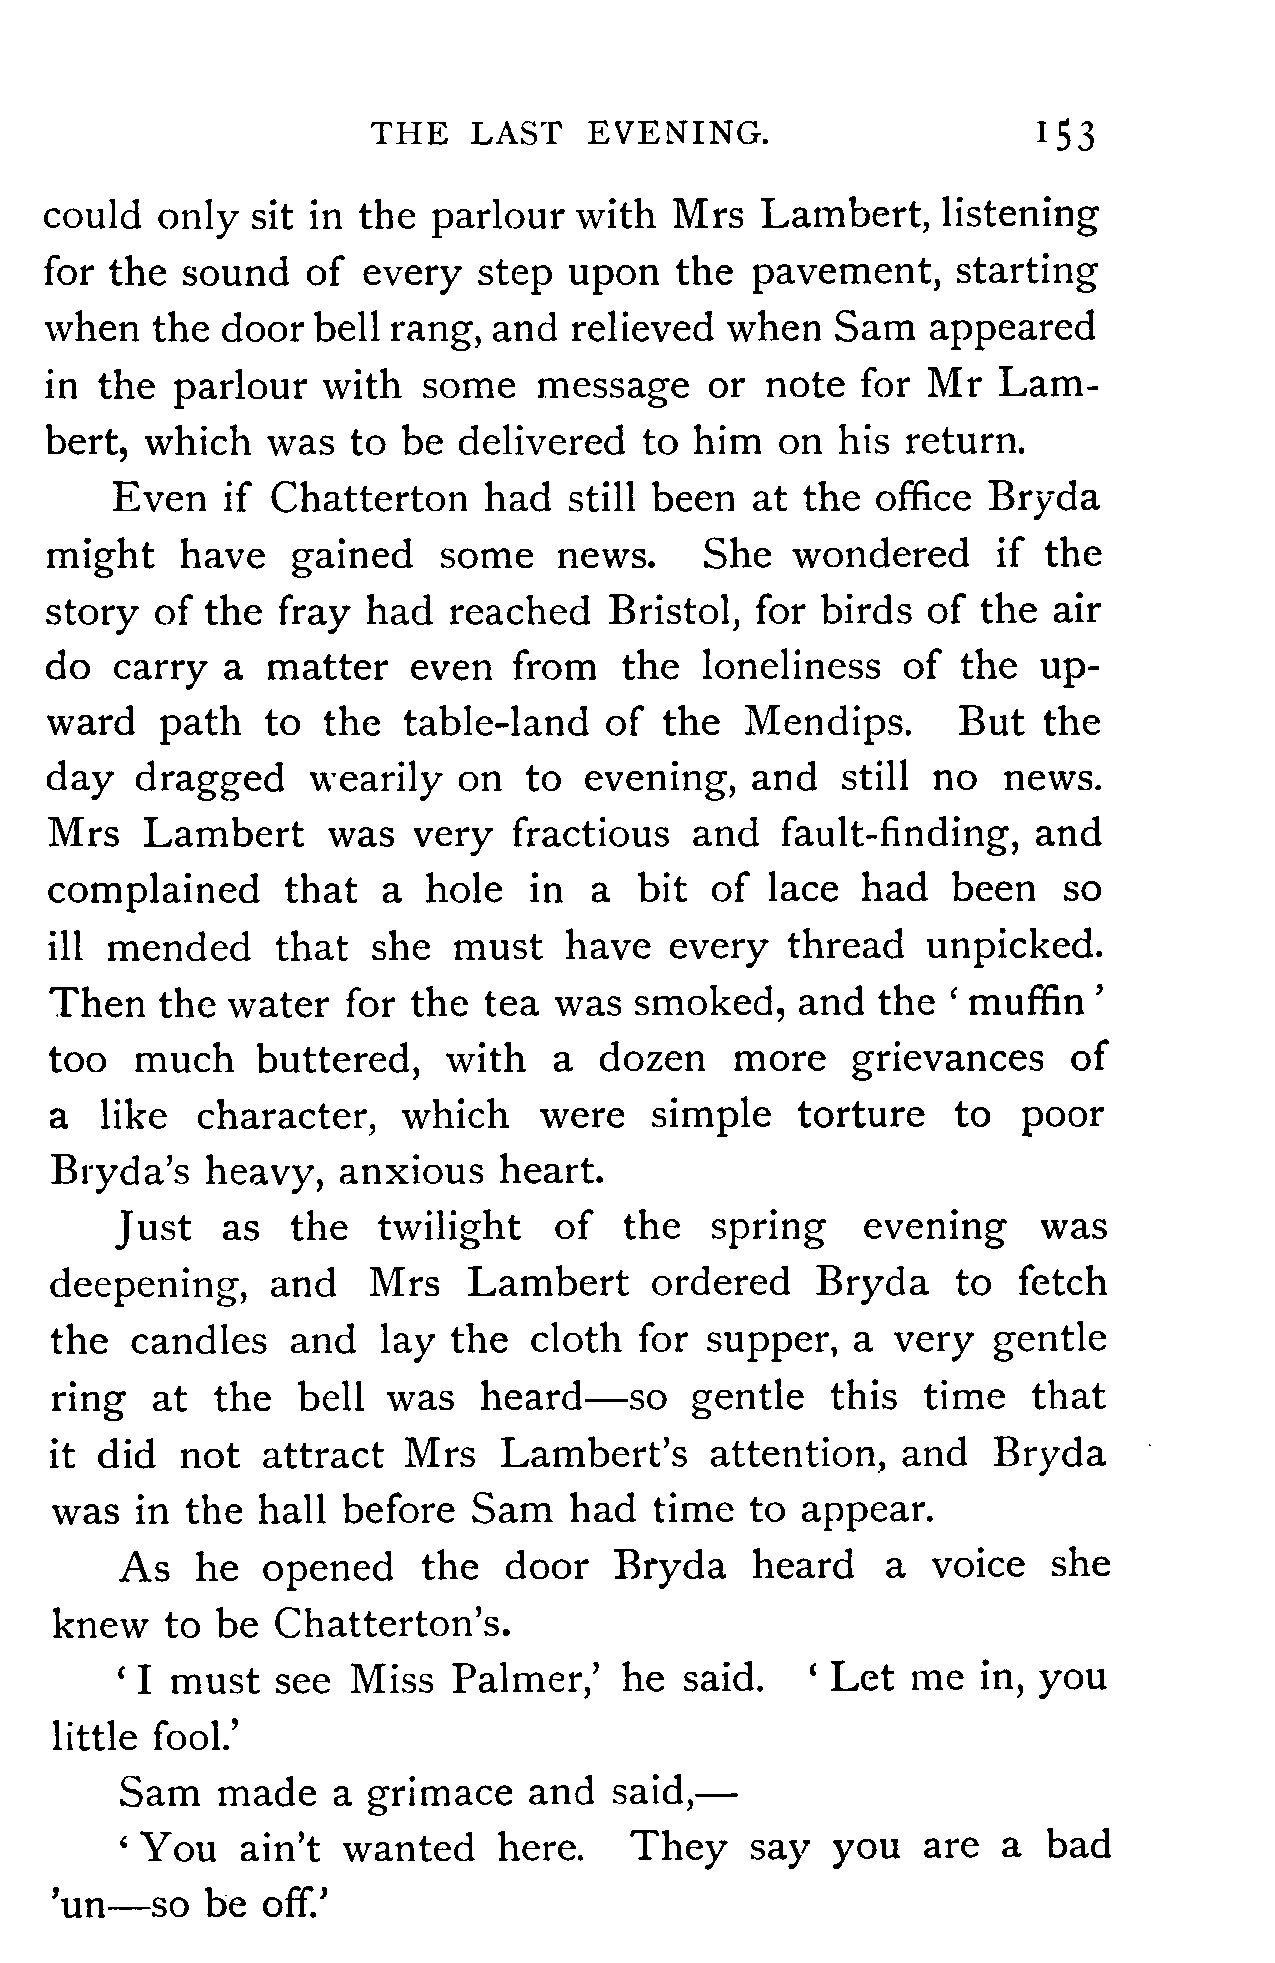 THE LAST EVENING. 153
could only sit in the parlour with Mrs Lambert, listening
for the sound of every step upon the pavement, starting
when the door bell rang, and relieved when Sam appeared
in the parlour with some message or note for Mr Lam-
bert, which was to be delivered to him on his return.
Even if Chatterton had still been at the office Bryda
might have gained some news. She wondered if the
story of the fray had reached Bristol, for birds of the air
do carry a matter even from the loneliness of the up-
ward path to the table-land of the Mendips. But the
day dragged wearily on to evening, and still no news.
Mrs Lambert was very fractious and fault-finding, and
complained that a hole in a bit of lace had been so
ill mended that she must have every thread unpicked.
Then the water for the tea was smoked, and the ‘ muffin ’
too much buttered, with a dozen more grievances of
a like character, which were simple torture to poor
Bryda’s heavy, anxious heart.
Just as the twilight of the spring evening was
deepening, and Mrs Lambert ordered Bryda to fetch
the candles and lay the cloth for supper, a very gentle
ring at the bell was heard—so gentle this time that
it did not attract Mrs Lambert’s attention, and Bryda
was in the hall before Sam had time to appear.
As he opened the door Bryda heard a voice she
knew to be Chatterton’s.
‘ I must see Miss Palmer,’ he said. ‘ Let me in, you
little fool.’
Sam made a grimace and said,—
‘ You ain’t wanted here. They say you are a bad
’un—so be off.’